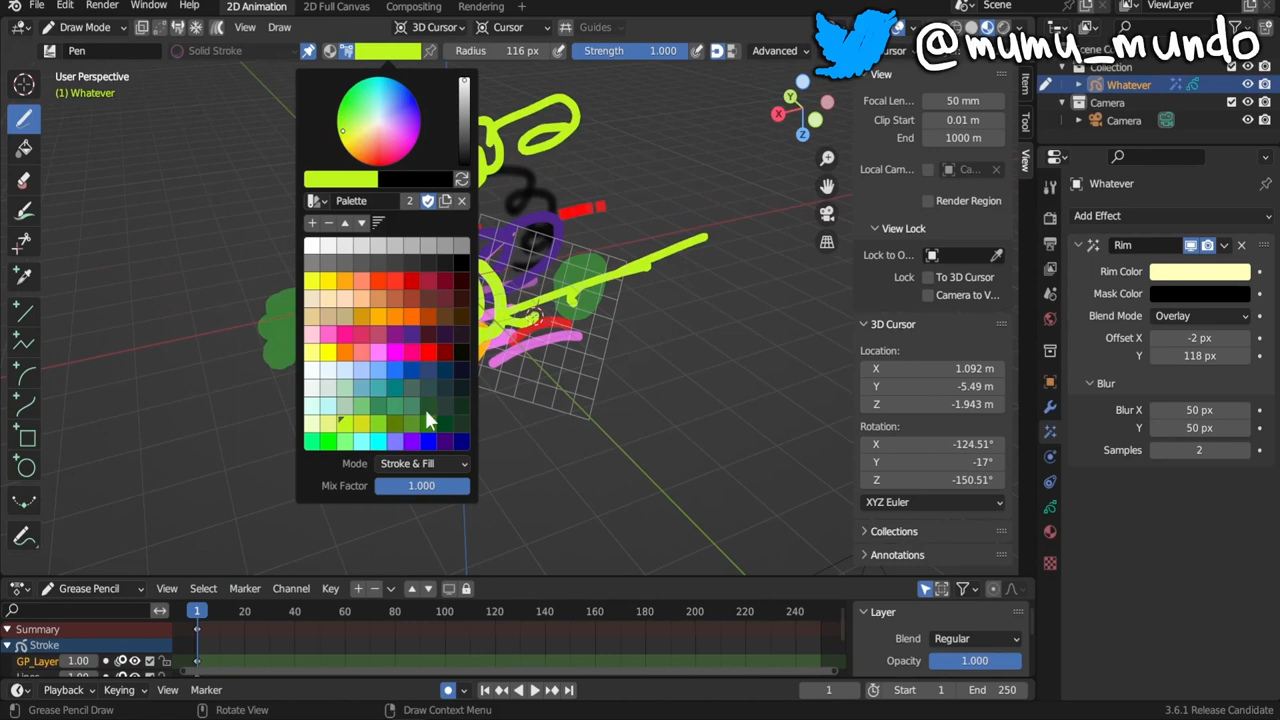 File Edit Render Window Help 2D Animation 2D Full Canvas Compositing Rendering
Scene
ViewLayer
@mumu_mundo
Draw Mode View Draw 3D Cursor Cursor Guides
Pen Solid Stroke Radius 116 px Strength 1.000 Advanced Cursor
User Perspective
(1) Whatever
Y
X
Z
Palette 2
Mode Stroke & Fill
Mix Factor 1.000
View
Focal Len... 50 mm
Clip Start 0.01 m
End 1000 m
Local Cam... Ca...
Render Region
View Lock
Lock to O...
Lock To 3D Cursor
Camera to V...
3D Cursor
Location:
X 1.092 m
Y -5.49 m
Z -1.943 m
Rotation:
X -124.51°
Y -17°
Z -150.51°
XYZ Euler
Collections
Annotations
Item
Tool
View
Collection
Whatever
Camera
Camera
Whatever
Add Effect
Rim
Rim Color
Mask Color
Blend Mode Overlay
Offset X -2 px
Y 118 px
Blur
Blur X 50 px
Y 50 px
Samples 2
Grease Pencil View Select Marker Channel Key
1 20 40 60 80 100 120 140 160 180 200 220 240
Summary
Stroke
GP_Layer 1.00
Lines 1.00
Layer
Blend Regular
Opacity 1.000
Playback Keying View Marker 1 Start 1 End 250
Grease Pencil Draw Rotate View Draw Context Menu 3.6.1 Release Candidate